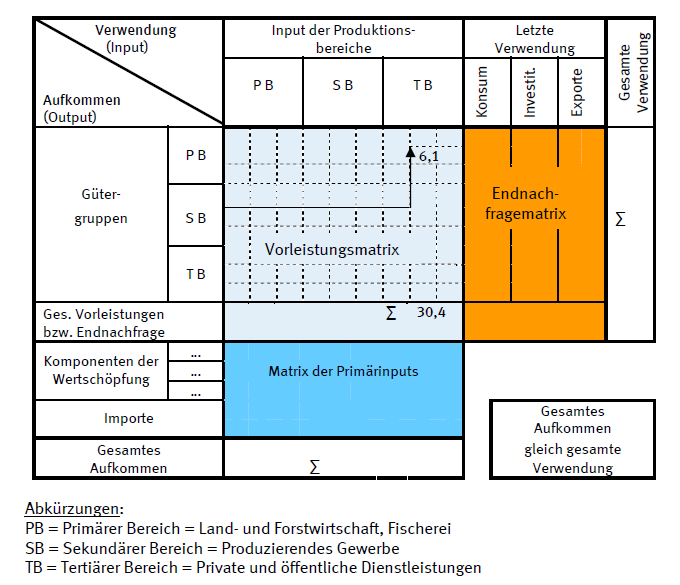 Verwendung
(Input)
Aufkommen
(Output)
Input der Produktions-
bereiche
Letzte
Verwendung
Gesamte
Verwendung
P B
S B
T B
Konsum
Investit.
Exporte
Güter-
gruppen
P B
S B
T B
6,1
Vorleistungsmatrix
Endnach-
fragematrix
∑
Ges. Vorleistungen
bzw. Endnachfrage
∑ 30,4
Komponenten der
Wertschöpfung
...
...
...
Matrix der Primärinputs
Importe
Gesamtes
Aufkommen
∑
Gesamtes
Aufkommen
gleich gesamte
Verwendung
Abkürzungen:
PB = Primärer Bereich = Land- und Forstwirtschaft, Fischerei
SB = Sekundärer Bereich = Produzierendes Gewerbe
TB = Tertiärer Bereich = Private und öffentliche Dienstleistungen